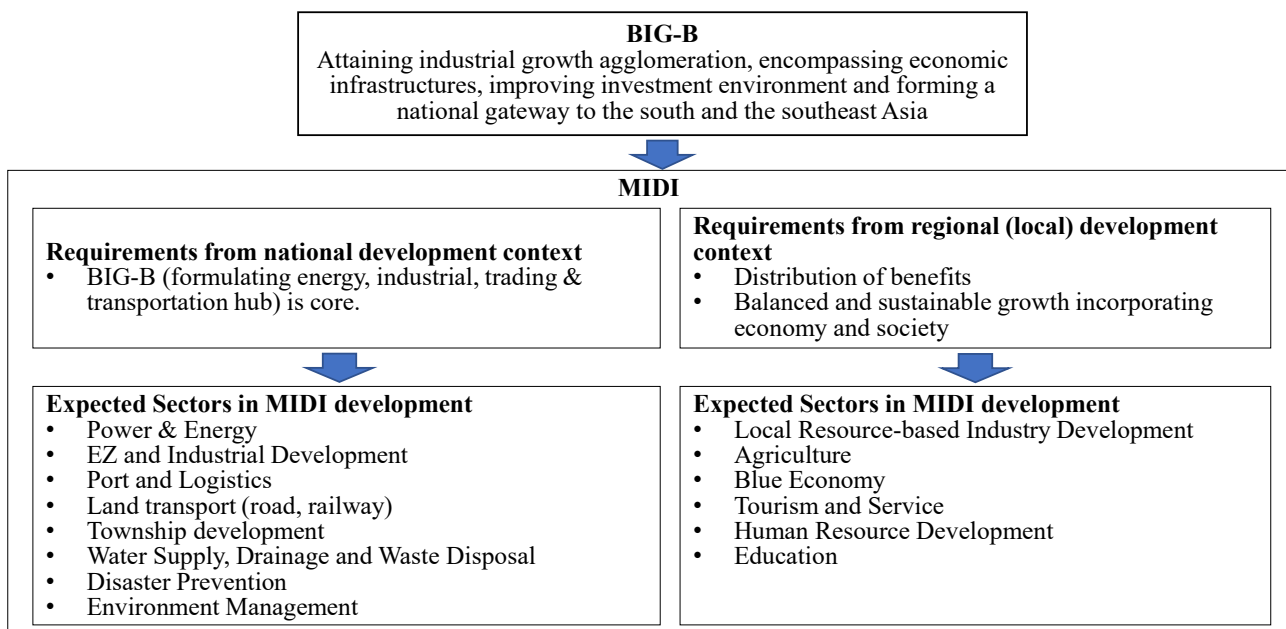 BIG-B
Attaining industrial growth agglomeration, encompassing economic
infrastructures, improving investment environment and forming a
national gateway to the south and the southeast Asia
MIDI
Requirements from national development context
• BIG-B (formulating energy, industrial, trading &
transportation hub) is core.
Requirements from regional (local) development
context
• Distribution of benefits
• Balanced and sustainable growth incorporating
economy and society
Expected Sectors in MIDI development
• Power & Energy
• EZ and Industrial Development
• Port and Logistics
• Land transport (road, railway)
• Township development
• Water Supply, Drainage and Waste Disposal
• Disaster Prevention
• Environment Management
Expected Sectors in MIDI development
• Local Resource-based Industry Development
• Agriculture
• Blue Economy
• Tourism and Service
• Human Resource Development
• Education